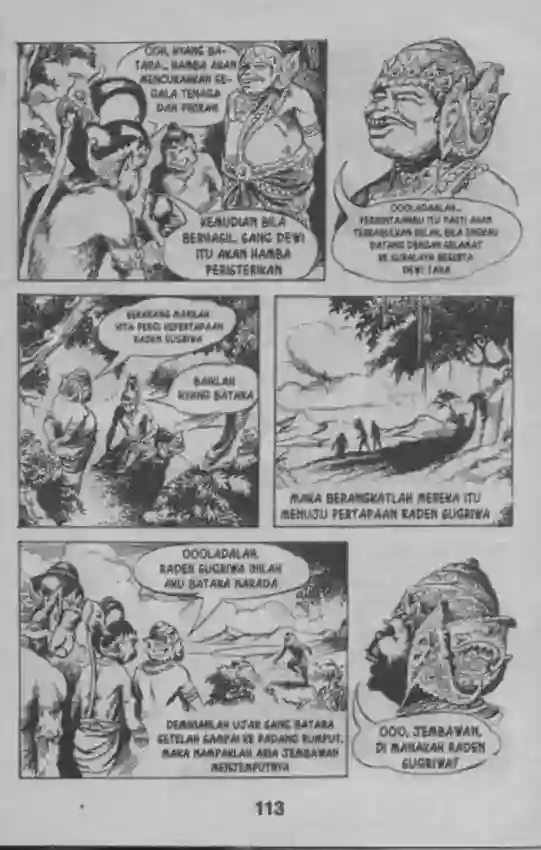 OOH, HYANG BA-
TARA... HAMBA AKAN
MENCURAHKAN SE-
GALA TENAGA
DAN PIKIRAN
KEMUDIAN BILA
BERHASIL, SANG DEWI
ITU AKAN HAMBA
PERISTERIKAN
OOOLADAALAH...
PERMINTAANMU ITU PASTI AKAN
TERKABULKAN BELAH, BILA ENGKAU
DATANG DENGAN SELAMAT
KE SURALAYA BESERTA
DEWI TARA
SEKARANG MARILAH
KITA PERGI KEPERTAPAAN
RADEN SUGRIWA
BAIKLAH
HYANG BATARA
MAKA BERANGKATLAH MEREKA ITU
MENUJU PERTAPAAN RADEN SUGRIWA
OOOLADALAH,
RADEN SUGRIWA INILAH
AKU BATARA NARADA
DEMIKIANLAH UJAR SANG BATARA
SETELAH SAMPAI KE PADANG RUMPUT,
MAKA NAMPAKLAH ARIA JEMBAWAN
MENJEMPUTNYA
OOO, JEMBAWAN,
DI MANAKAH RADEN
SUGRIWA?
113